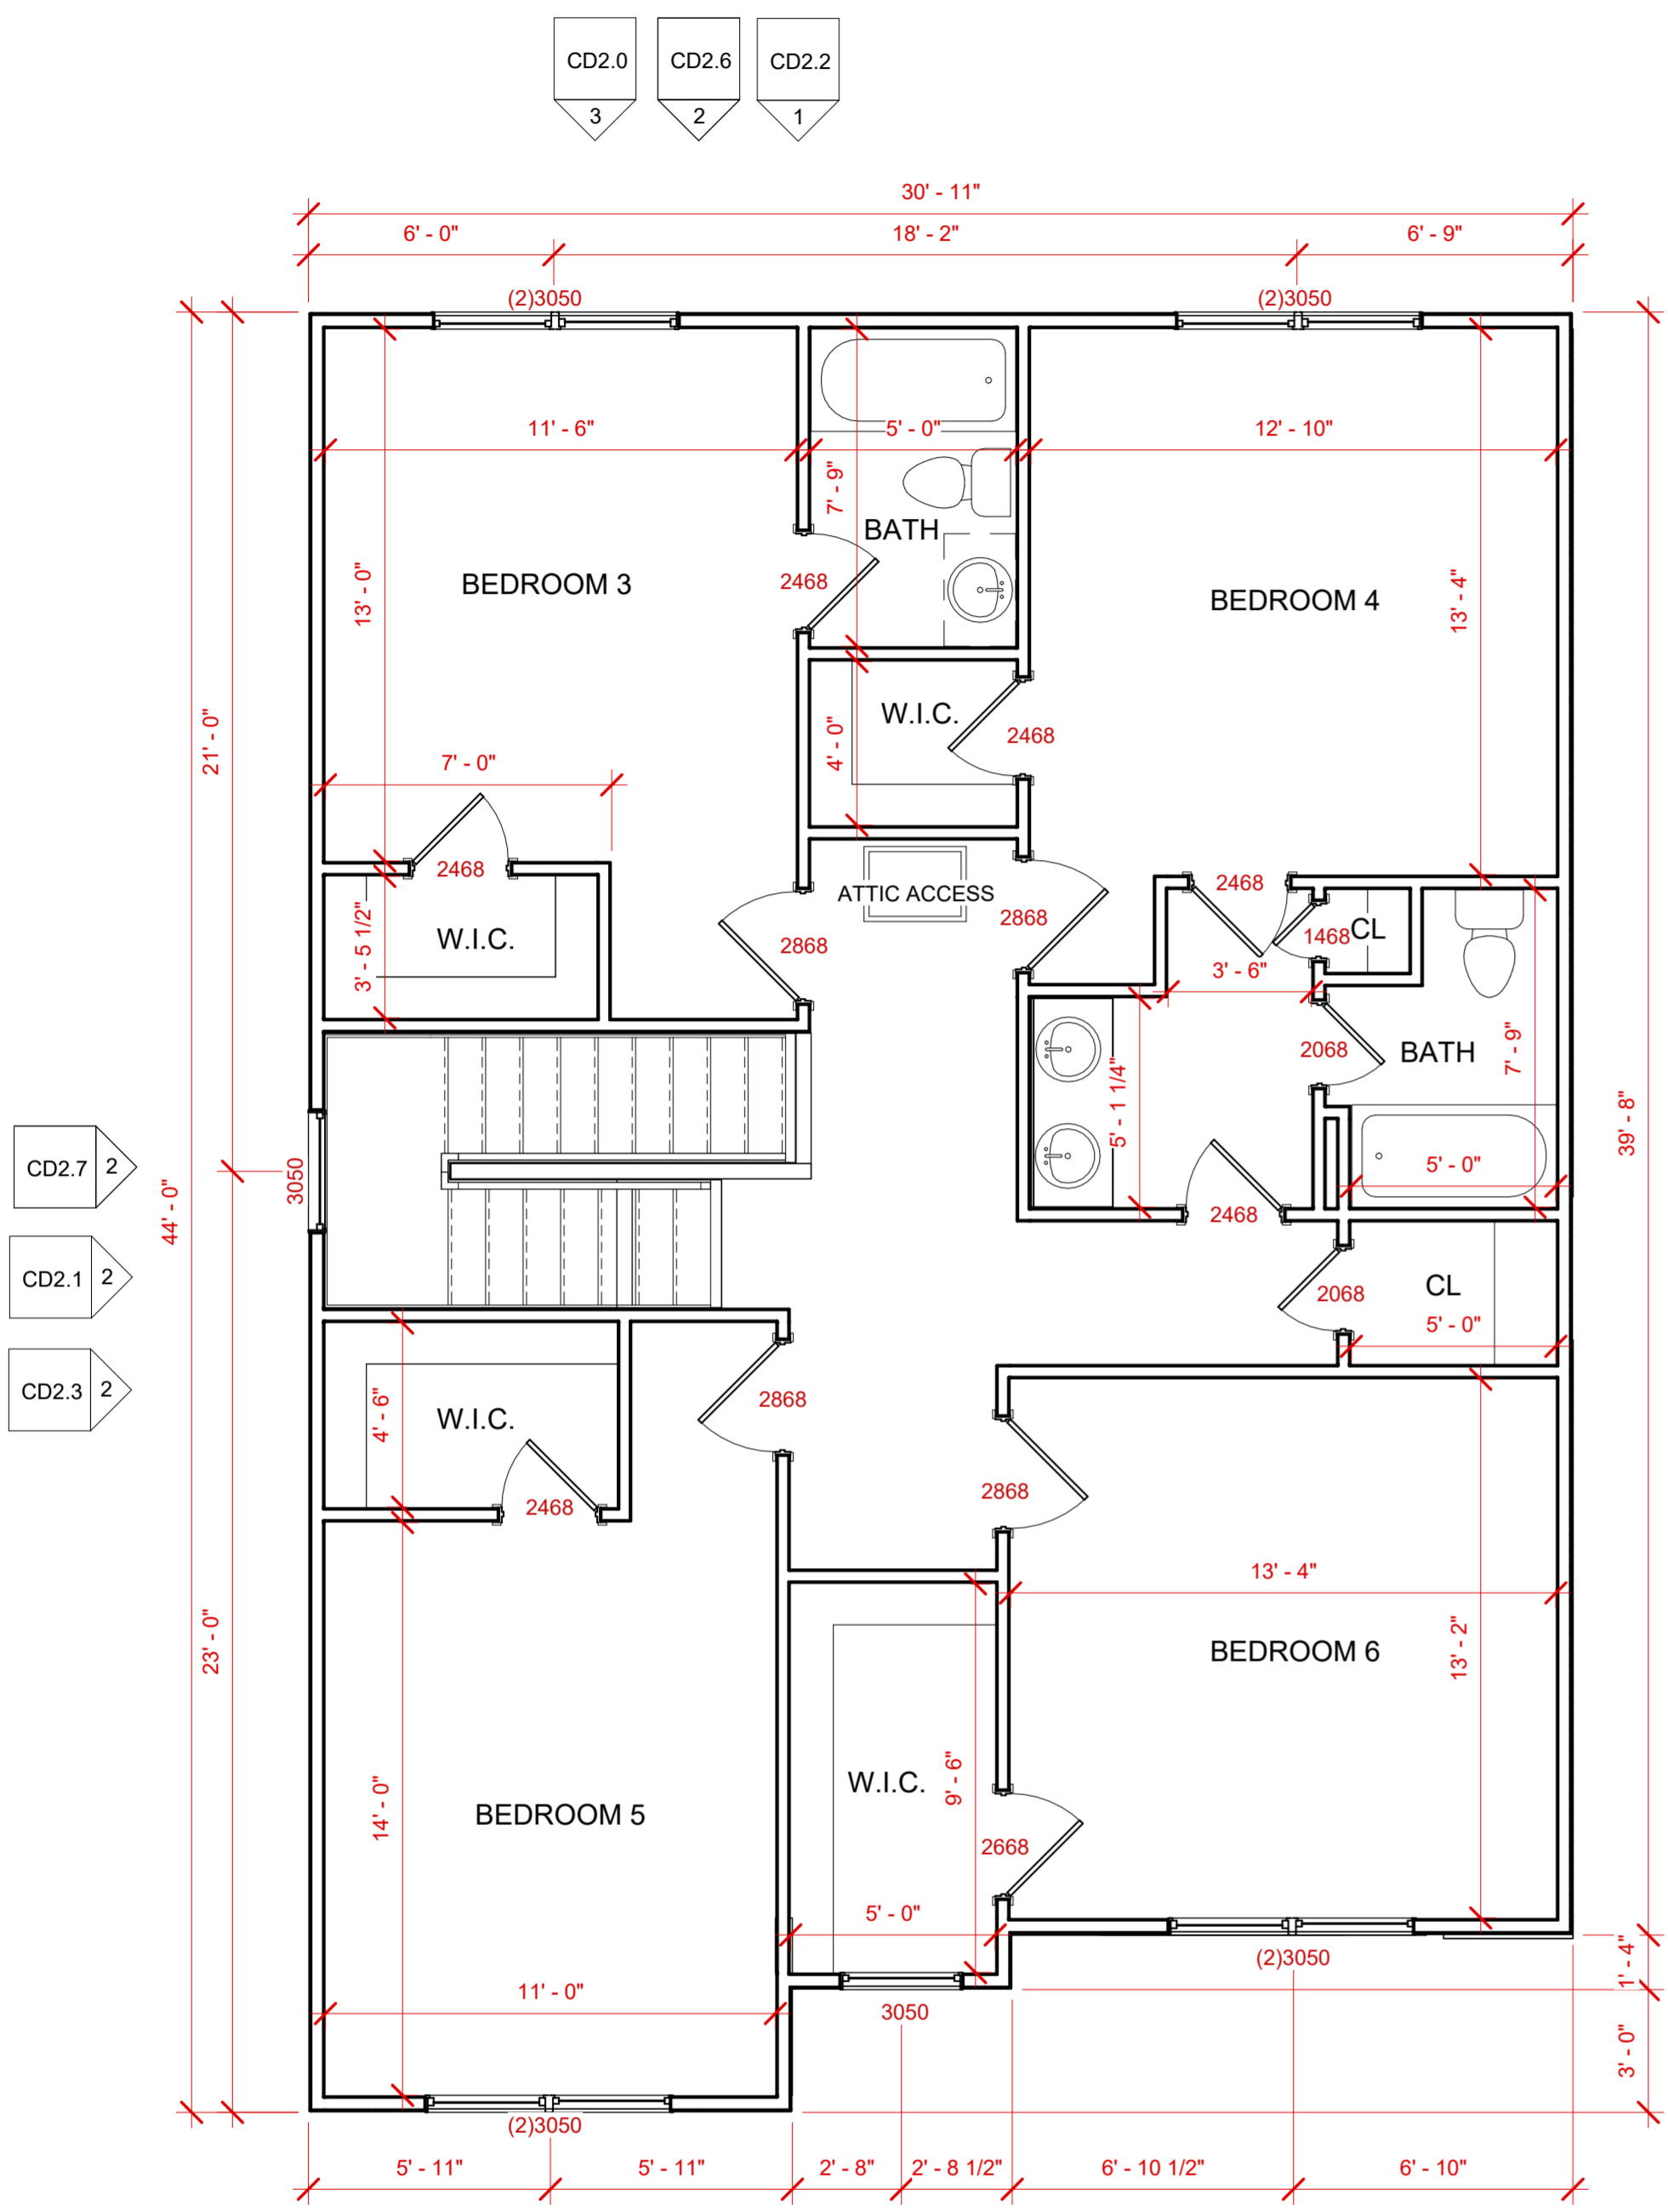 CD2.0
CD2.6
CD2.2
3
2
1
30' - 11"
6' - 0"
18' - 2"
6' - 9"
(2)3050
(2)3050
11' - 6"
5' - 0"
12' - 10"
7' - 9"
BATH
13' - 0"
BEDROOM 3
2468
BEDROOM 4
13' - 4"
21' - 0"
W.I.C.
4' - 0"
2468
7' - 0"
2468
2468
ATTIC ACCESS
2868
2868
1468
CL
3' - 5 1/2"
W.I.C.
3' - 6"
2068
BATH
7' - 9"
5' - 1 1/4"
39' - 8"
CD2.7
2
3050
44' - 0"
5' - 0"
2468
CD2.1
2
2068
CL
5' - 0"
CD2.3
2
4' - 6"
W.I.C.
2868
2468
2868
13' - 4"
23' - 0"
BEDROOM 6
13' - 2"
14' - 0"
BEDROOM 5
W.I.C.
9' - 6"
2668
5' - 0"
(2)3050
1' - 4"
11' - 0"
3050
3' - 0"
(2)3050
5' - 11"
5' - 11"
2' - 8"
2' - 8 1/2"
6' - 10 1/2"
6' - 10"